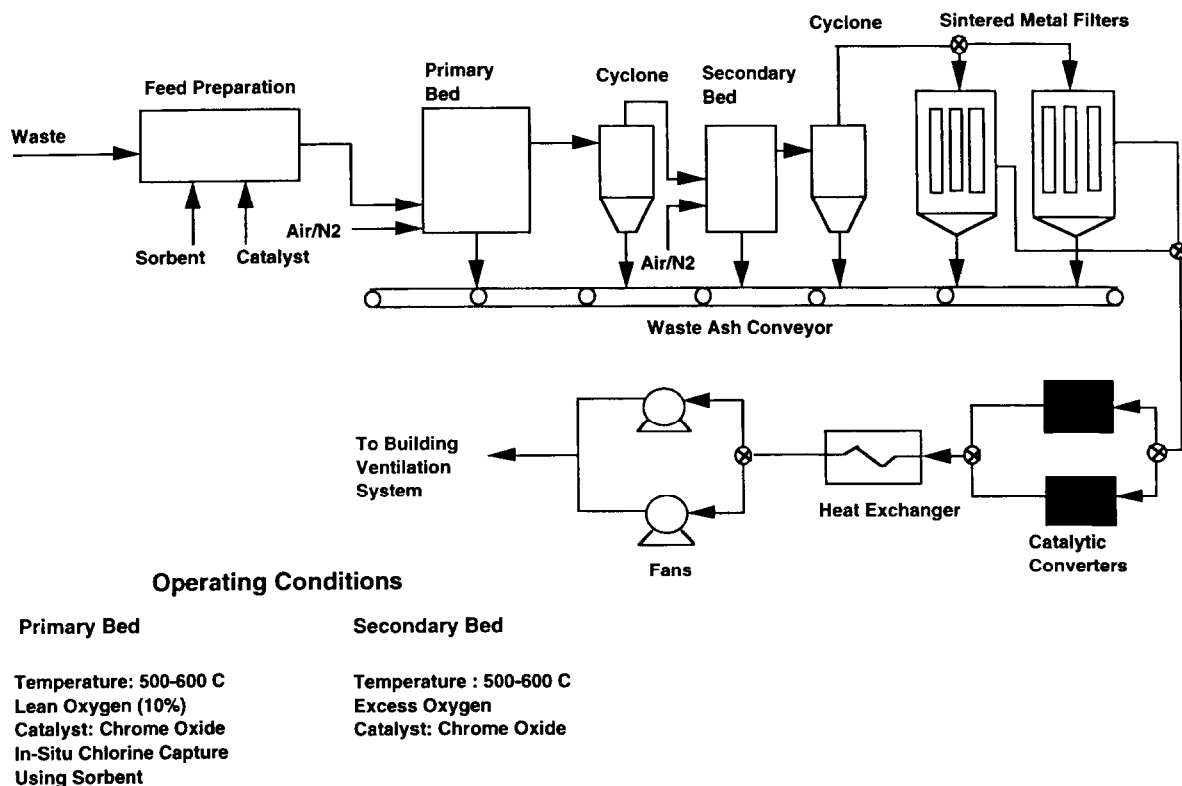 Cyclone
Sintered Metal Filters
Primary
Bed
Cyclone
Secondary
Bed
Feed Preparation
Waste
Air/N2
Sorbent
Catalyst
Air/N2
Waste Ash Conveyor
To Building
Ventilation
System
Heat Exchanger
Fans
Catalytic
Converters
Operating Conditions
Primary Bed
Secondary Bed
Temperature: 500-600 C
Lean Oxygen (10%)
Catalyst: Chrome Oxide
In-Situ Chlorine Capture
Using Sorbent
Temperature : 500-600 C
Excess Oxygen
Catalyst: Chrome Oxide